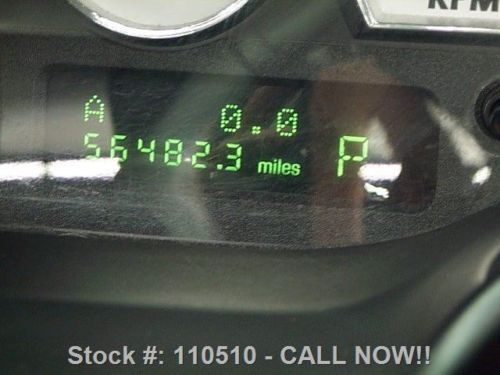 RPM
A 0.0
56482.3 miles P
Stock #: 110510 - CALL NOW!!